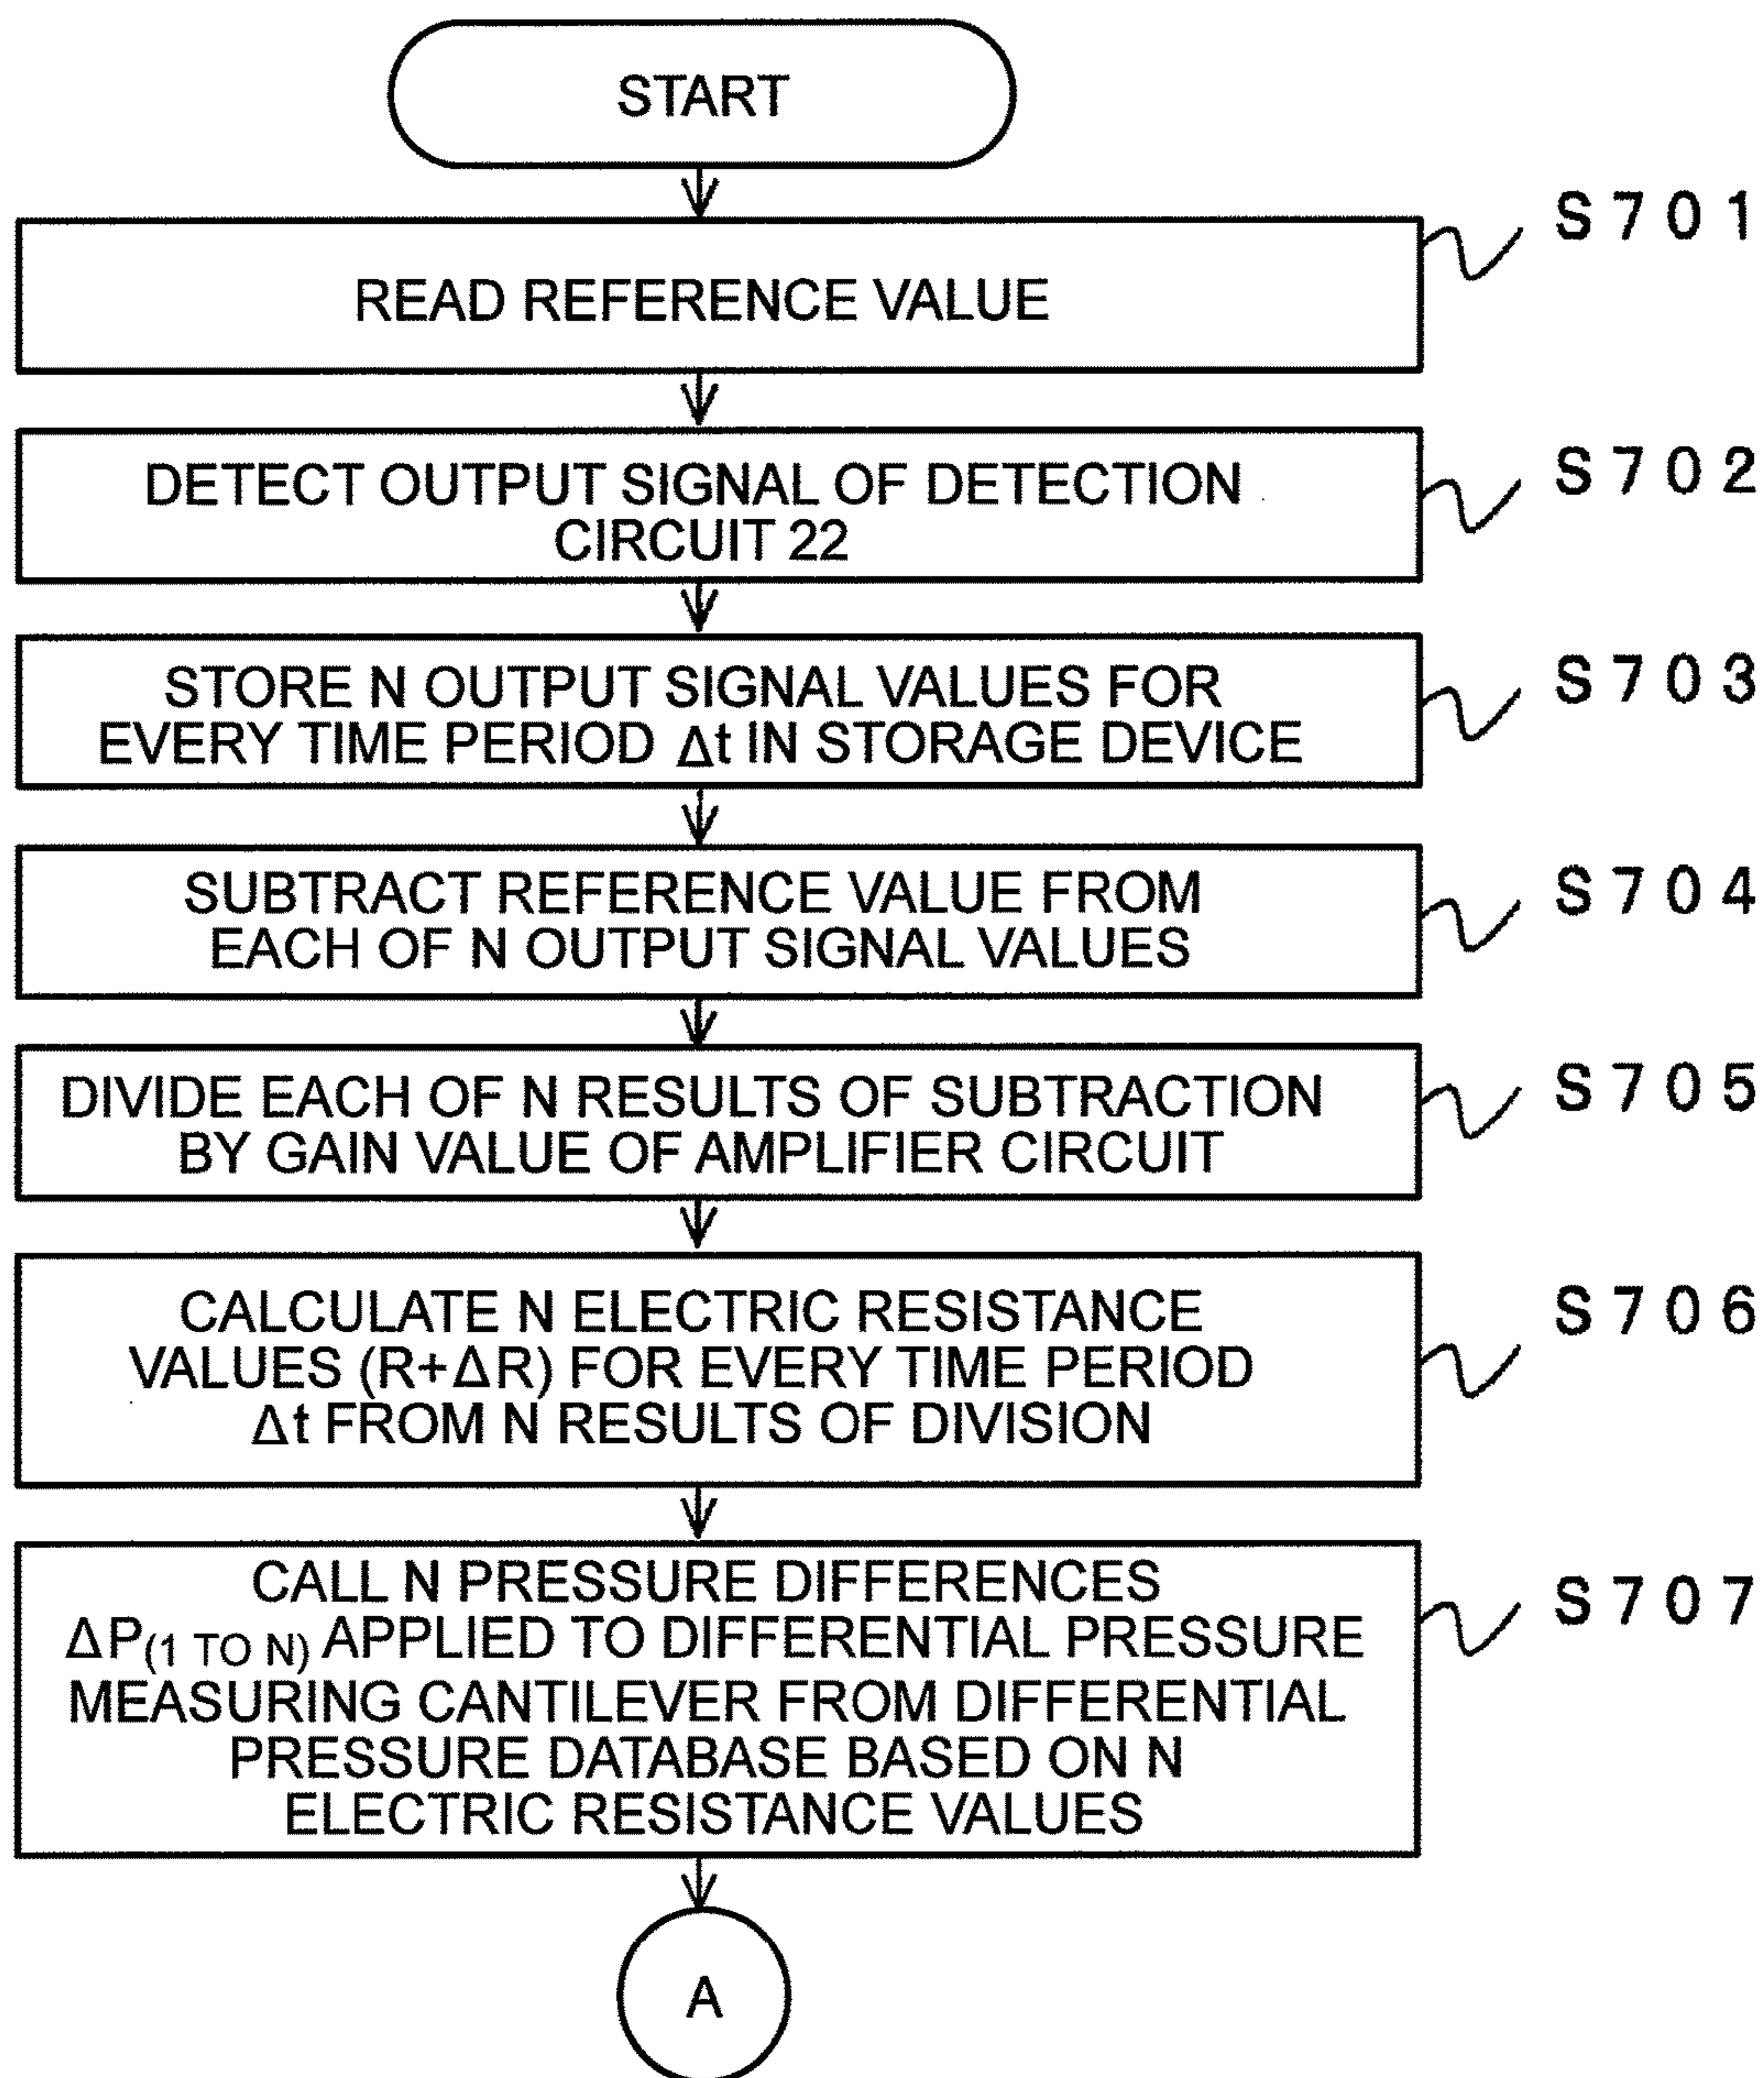 START
S701
READ REFERENCE VALUE
S702
DETECT OUTPUT SIGNAL OF DETECTION
CIRCUIT 22
S703
STORE N OUTPUT SIGNAL VALUES FOR
EVERY TIME PERIOD Δt IN STORAGE DEVICE
S704
SUBTRACT REFERENCE VALUE FROM
EACH OF N OUTPUT SIGNAL VALUES
S705
DIVIDE EACH OF N RESULTS OF SUBTRACTION
BY GAIN VALUE OF AMPLIFIER CIRCUIT
S706
CALCULATE N ELECTRIC RESISTANCE
VALUES (R+ΔR) FOR EVERY TIME PERIOD
Δt FROM N RESULTS OF DIVISION
S707
CALL N PRESSURE DIFFERENCES
ΔP(1 TO N) APPLIED TO DIFFERENTIAL PRESSURE
MEASURING CANTILEVER FROM DIFFERENTIAL
PRESSURE DATABASE BASED ON N
ELECTRIC RESISTANCE VALUES
A